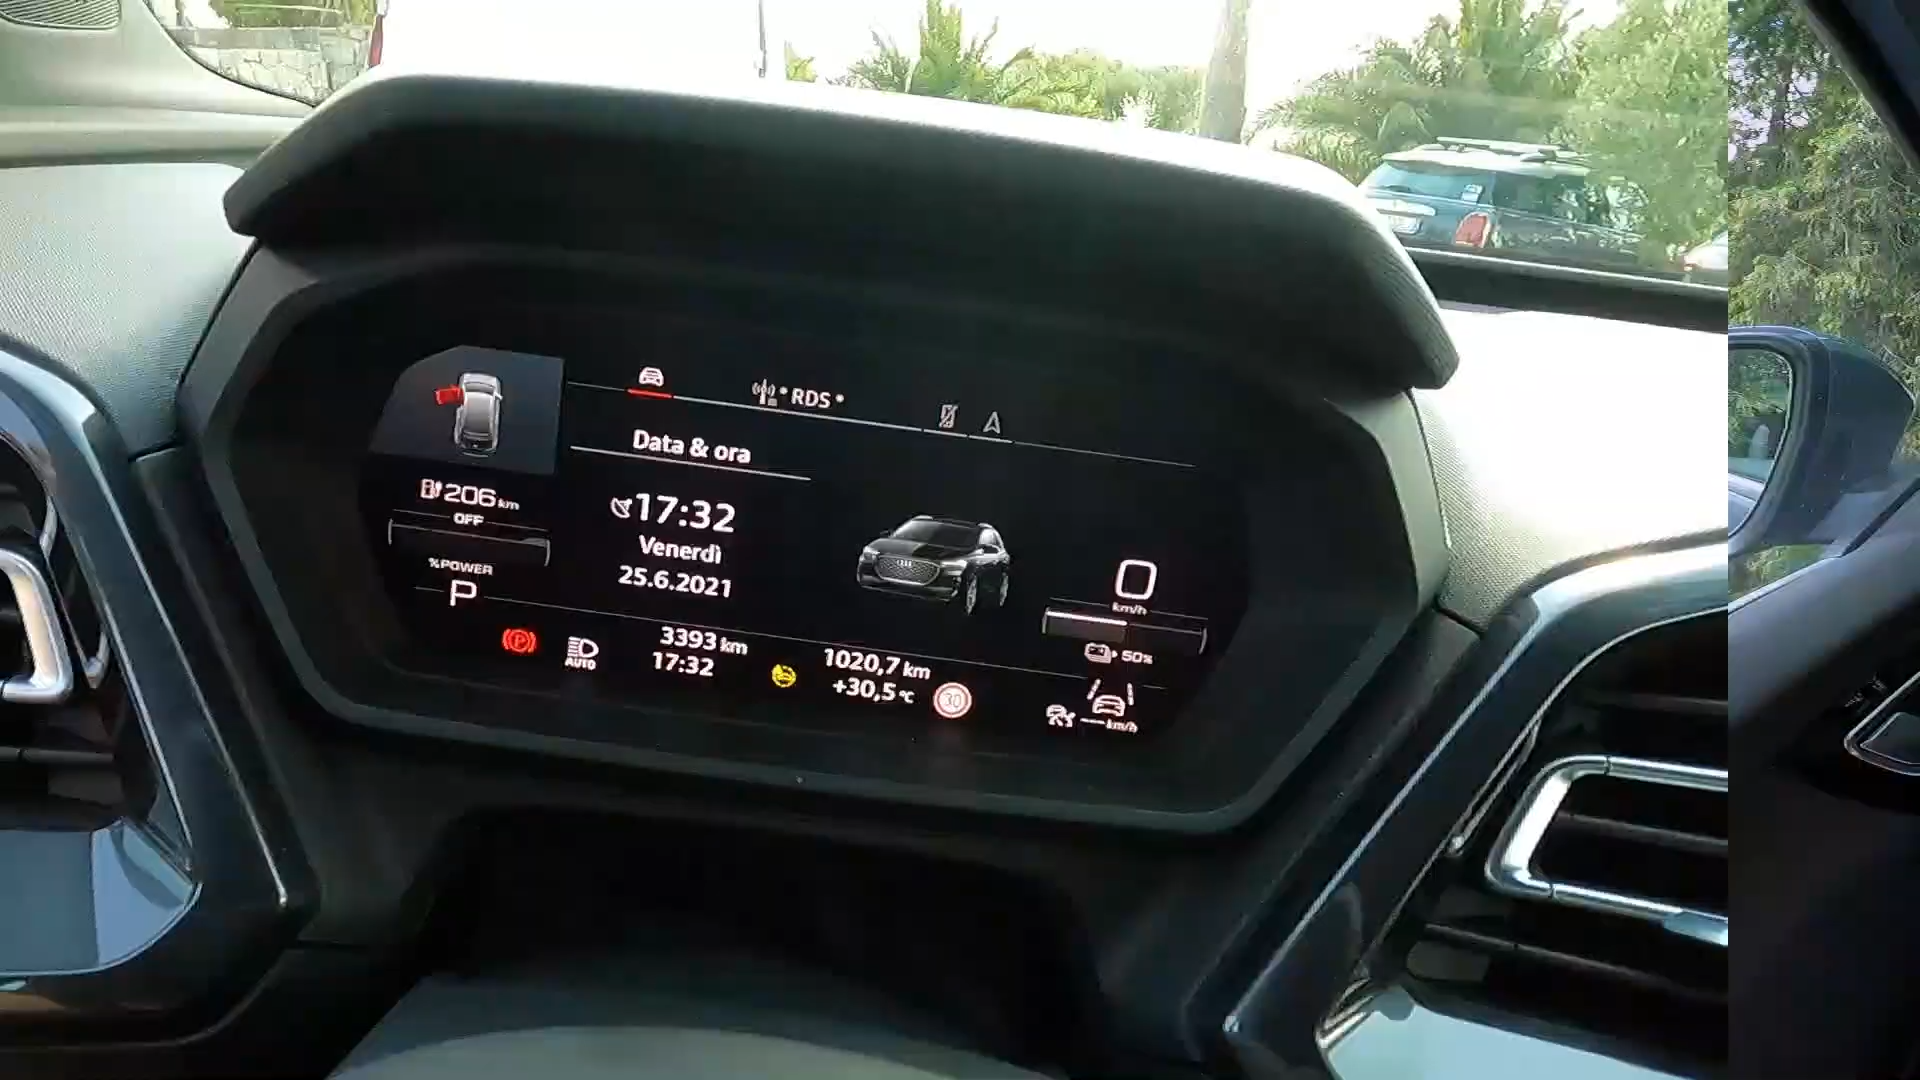 RDS
Data & ora
206 km
OFF
17:32
Venerdì
25.6.2021
%POWER
P
0
km/h
50%
P
AUTO
3393 km
17:32
1020,7 km
+30,5 °C
30
--- km/h